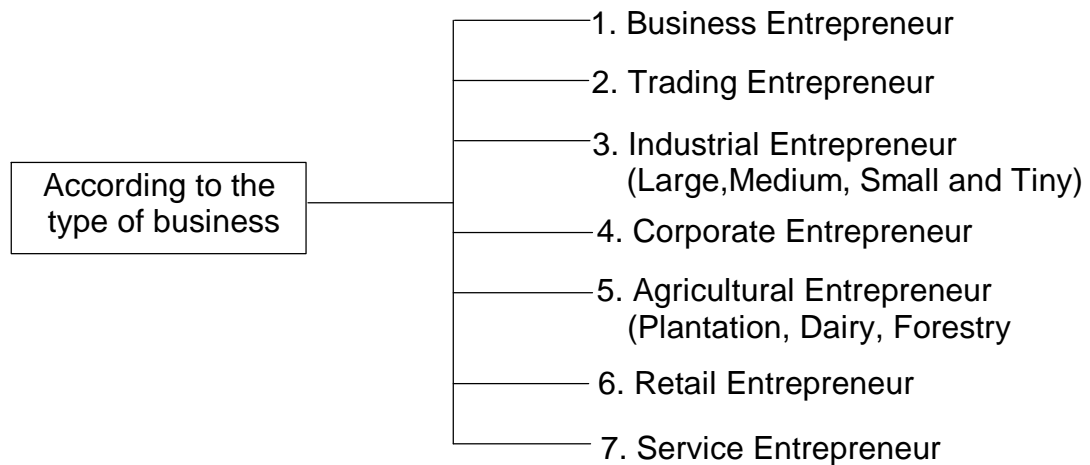 According to the
type of business
1. Business Entrepreneur
2. Trading Entrepreneur
3. Industrial Entrepreneur
(Large,Medium, Small and Tiny)
4. Corporate Entrepreneur
5. Agricultural Entrepreneur
(Plantation, Dairy, Forestry
6. Retail Entrepreneur
7. Service Entrepreneur